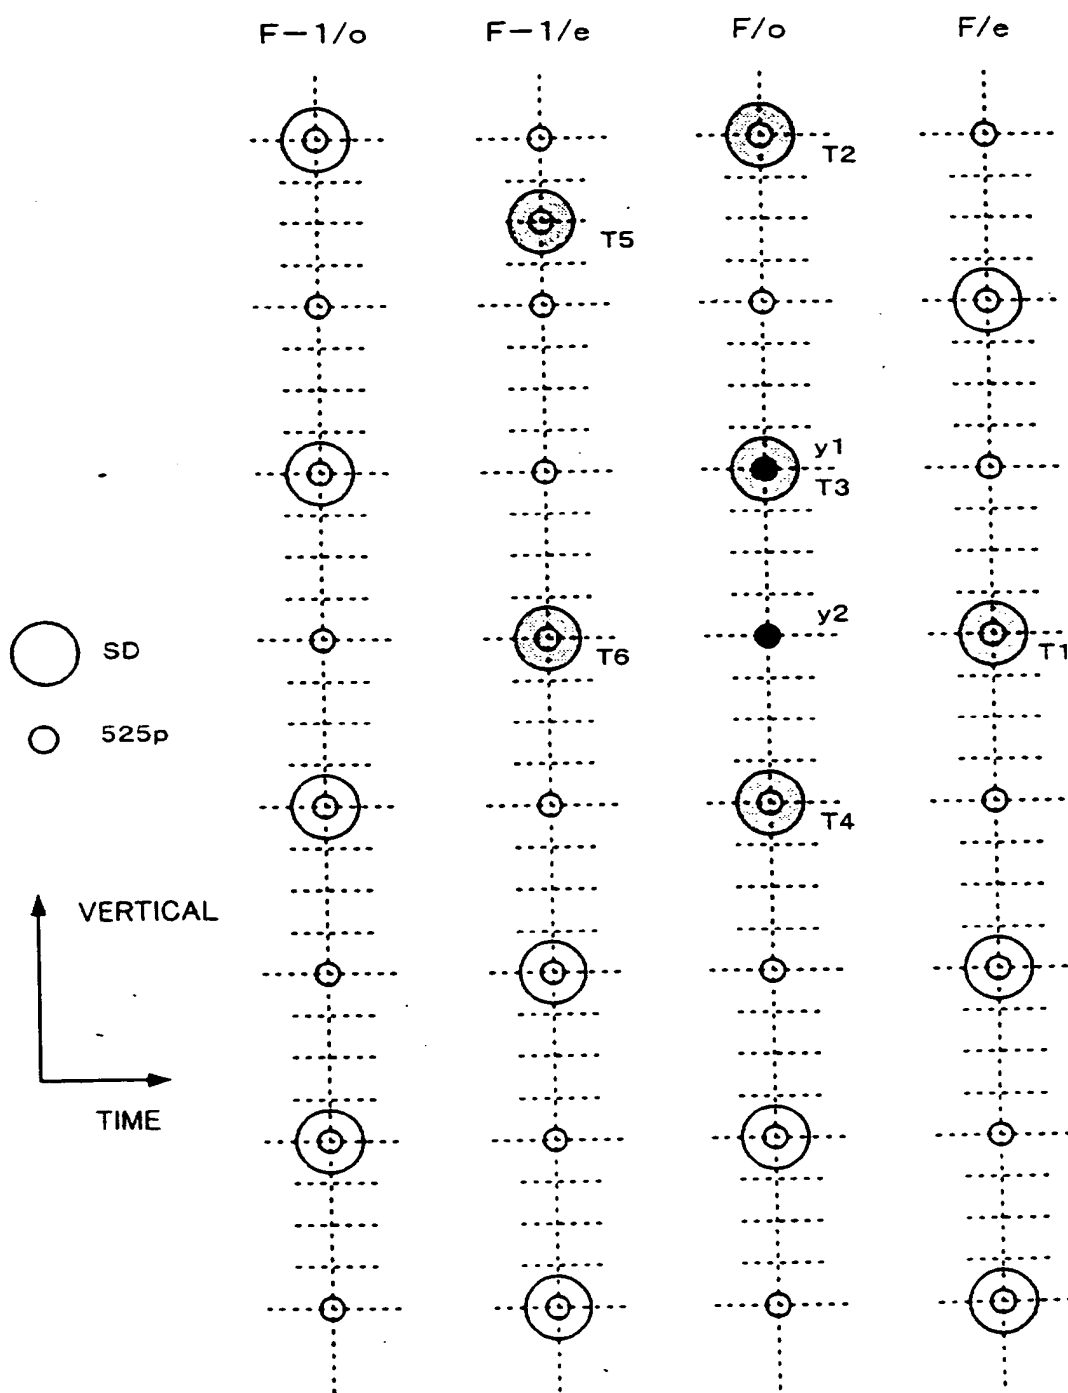 F-1/o F-1/e F/o F/e
T2
T5
y1
T3
y2
SD
T6
T1
525p
T4
VERTICAL
TIME